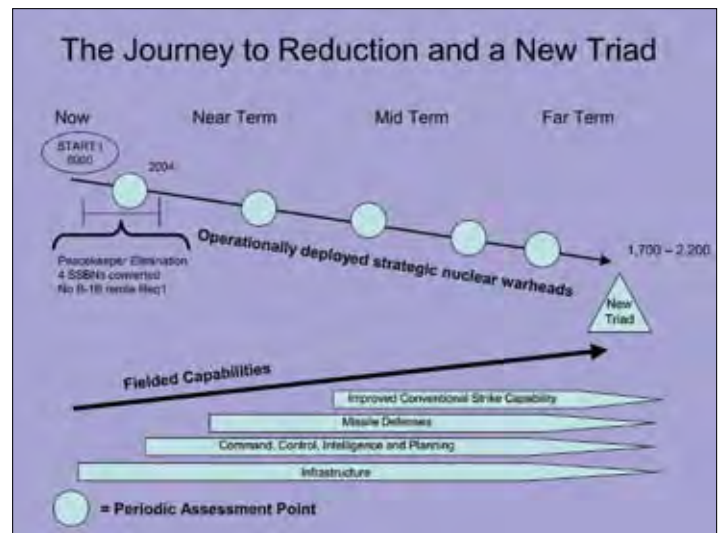 The Journey to Reduction and a New Triad
Now
Near Term
Mid Term
Far Term
START I
6000
2004
Operationally deployed strategic nuclear warheads
1,700 – 2,200
Peacekeeper Elimination
4 SSBNs converted
No B-1B
New
Triad
Fielded Capabilities
Improved Conventional Strike Capability
Missile Defenses
Command, Control, Intelligence and Planning
Infrastructure
= Periodic Assessment Point